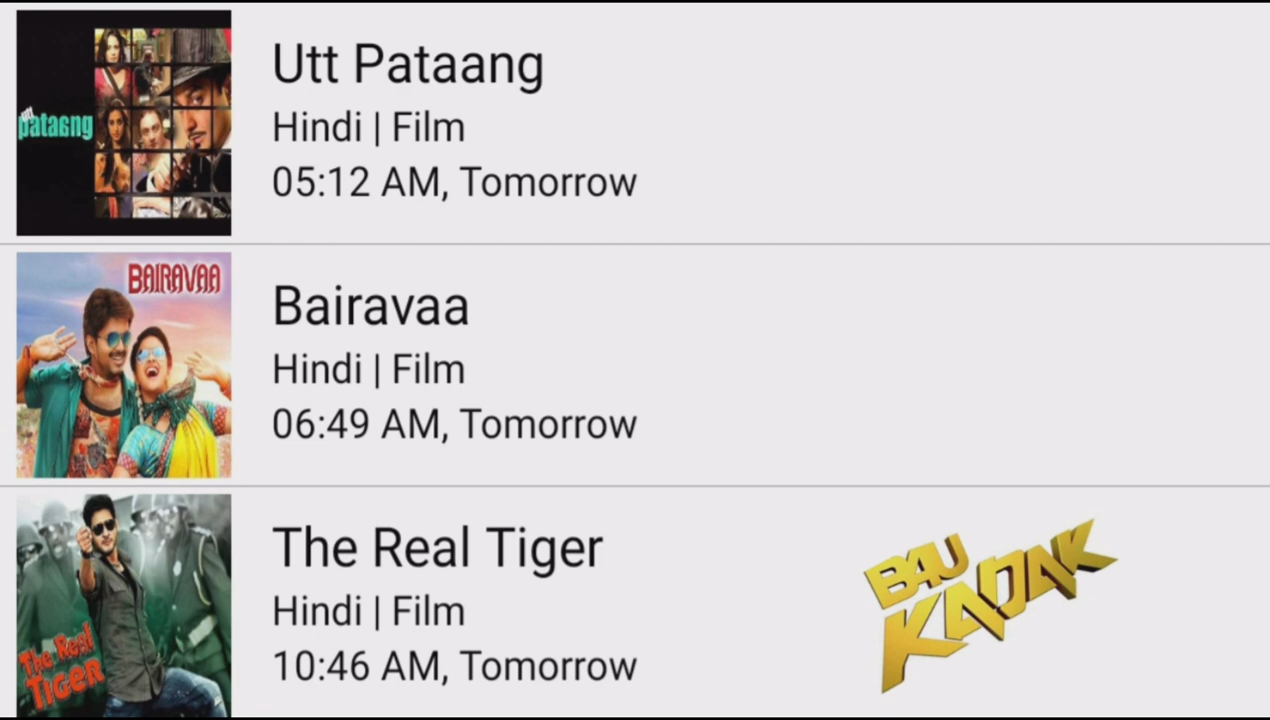 utt
pataang
Utt Pataang
Hindi | Film
05:12 AM, Tomorrow
BAIRAVAA
Bairavaa
Hindi | Film
06:49 AM, Tomorrow
The Real
TIGER
The Real Tiger
Hindi | Film
10:46 AM, Tomorrow
B4U
KADAK